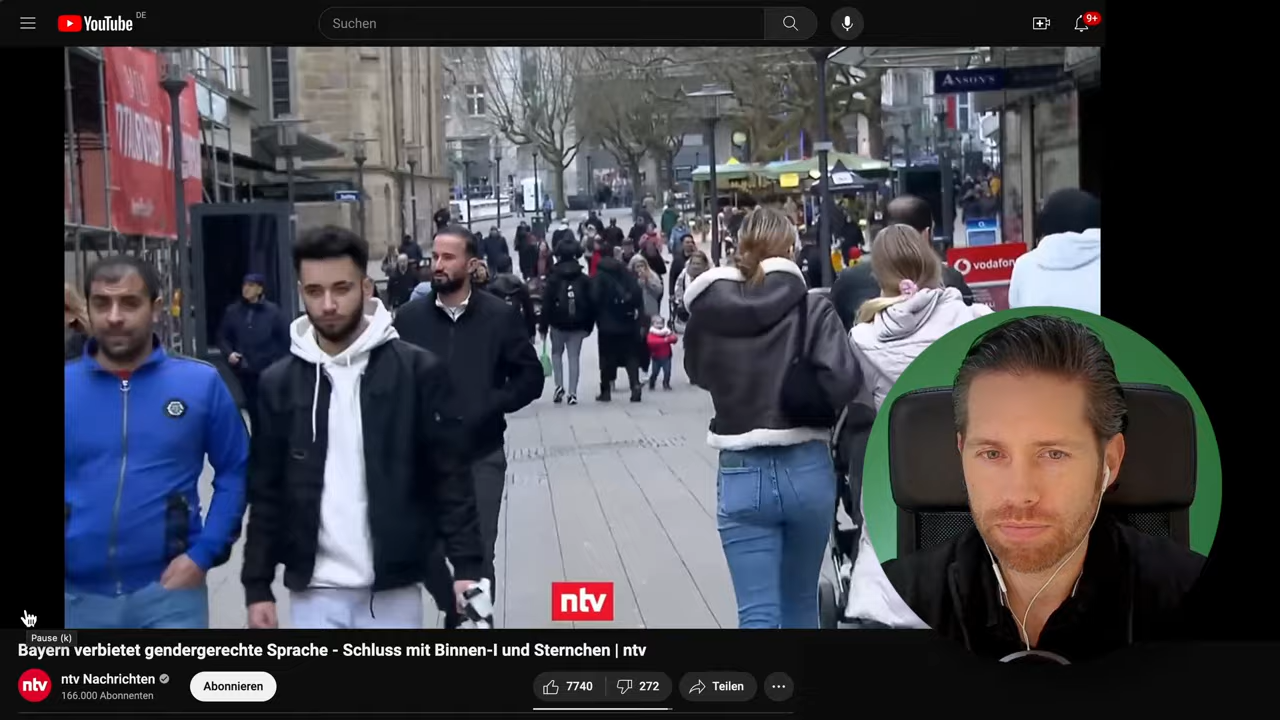 YouTube DE
Suchen
9+
ANSON'S
vodafone
ntv
Pause (k)
Bayern verbietet gendergerechte Sprache - Schluss mit Binnen-I und Sternchen | ntv
ntv
ntv Nachrichten
166.000 Abonnenten
Abonnieren
7740
272
Teilen